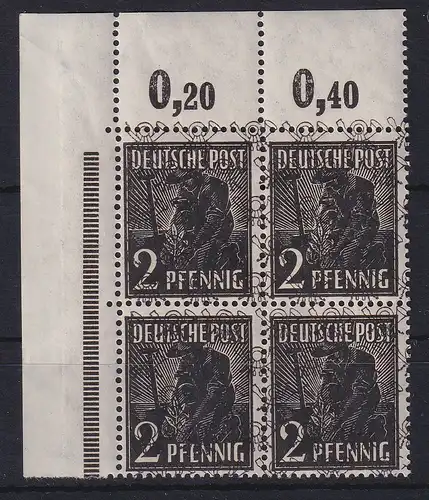 0,20 0,40
DEUTSCHE POST DEUTSCHE POST
2 PFENNIG 2 PFENNIG
DEUTSCHE POST DEUTSCHE POST
2 PFENNIG 2 PFENNIG